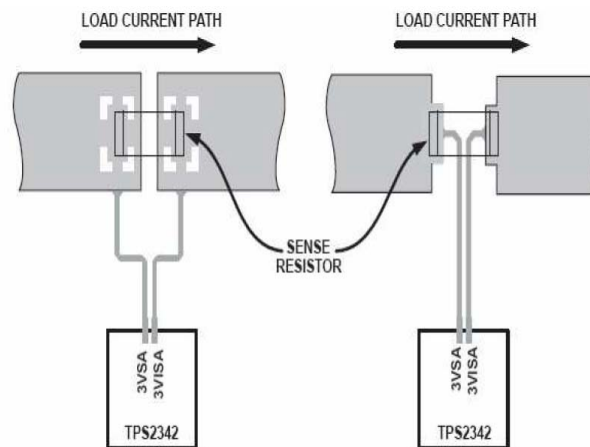 LOAD CURRENT PATH
LOAD CURRENT PATH
SENSE
RESISTOR
3VSA
3VISA
TPS2342
3VSA
3VISA
TPS2342